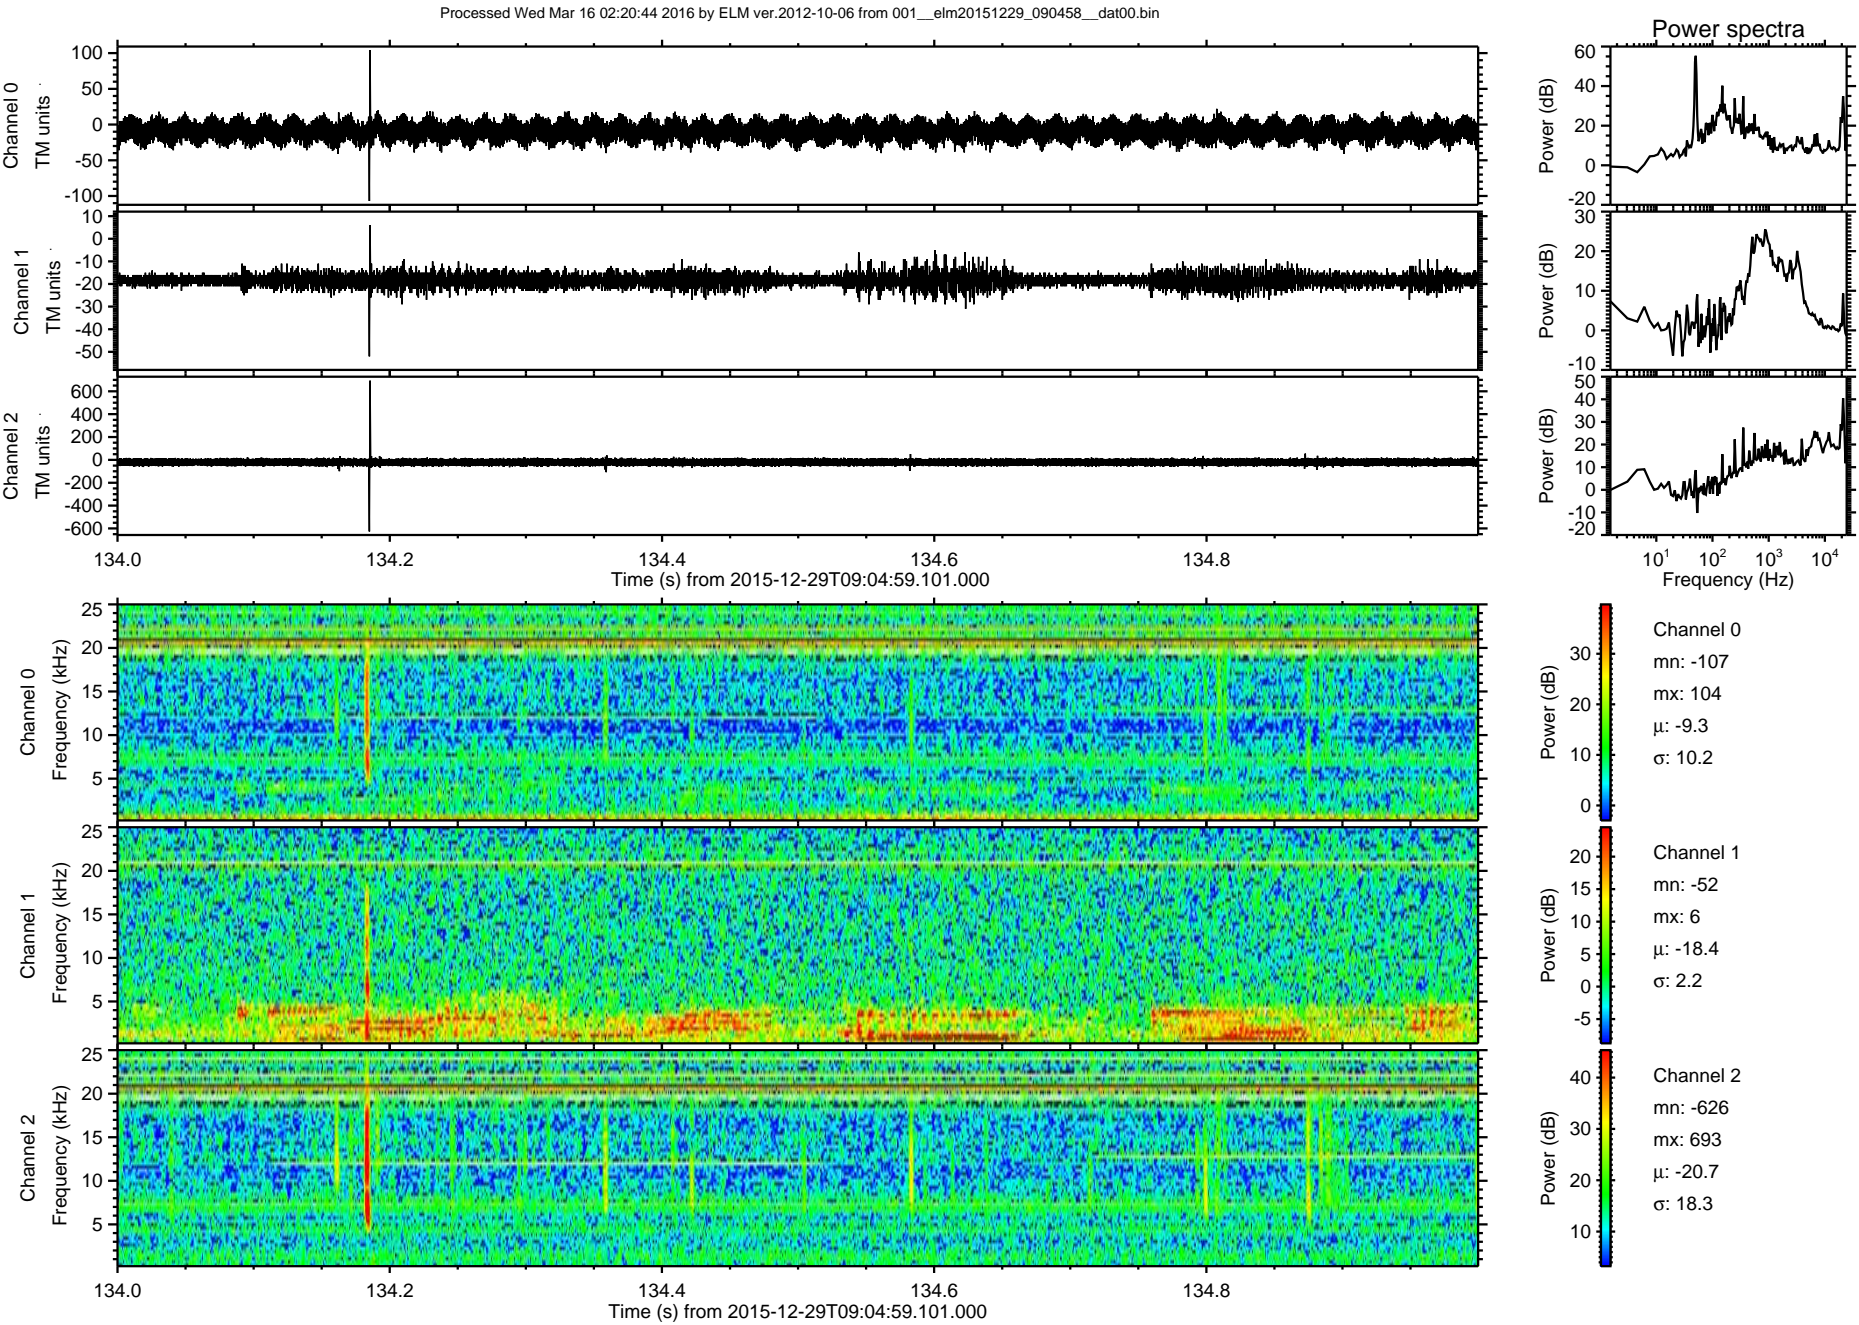 Processed Wed Mar 16 02:20:44 2016 by ELM ver.2012-10-06 from 001__elm20151229_090458__dat00.bin
Power spectra
Channel 0
TM units
100
50
0
-50
-100
Power (dB)
60
40
20
0
-20
Channel 1
TM units
10
0
-10
-20
-30
-40
-50
Power (dB)
30
20
10
0
-10
Channel 2
TM units
600
400
200
0
-200
-400
-600
Power (dB)
50
40
30
20
10
0
-10
-20
134.0 134.2 134.4 134.6 134.8
Time (s) from 2015-12-29T09:04:59.101.000
10¹ 10² 10³ 10⁴
Frequency (Hz)
Channel 0
Frequency (kHz)
25
20
15
10
5
Power (dB)
30
20
10
0
Channel 0
mn: -107
mx: 104
μ: -9.3
σ: 10.2
Channel 1
Frequency (kHz)
25
20
15
10
5
Power (dB)
20
15
10
5
0
-5
Channel 1
mn: -52
mx: 6
μ: -18.4
σ: 2.2
Channel 2
Frequency (kHz)
25
20
15
10
5
Power (dB)
40
30
20
10
Channel 2
mn: -626
mx: 693
μ: -20.7
σ: 18.3
134.0 134.2 134.4 134.6 134.8
Time (s) from 2015-12-29T09:04:59.101.000